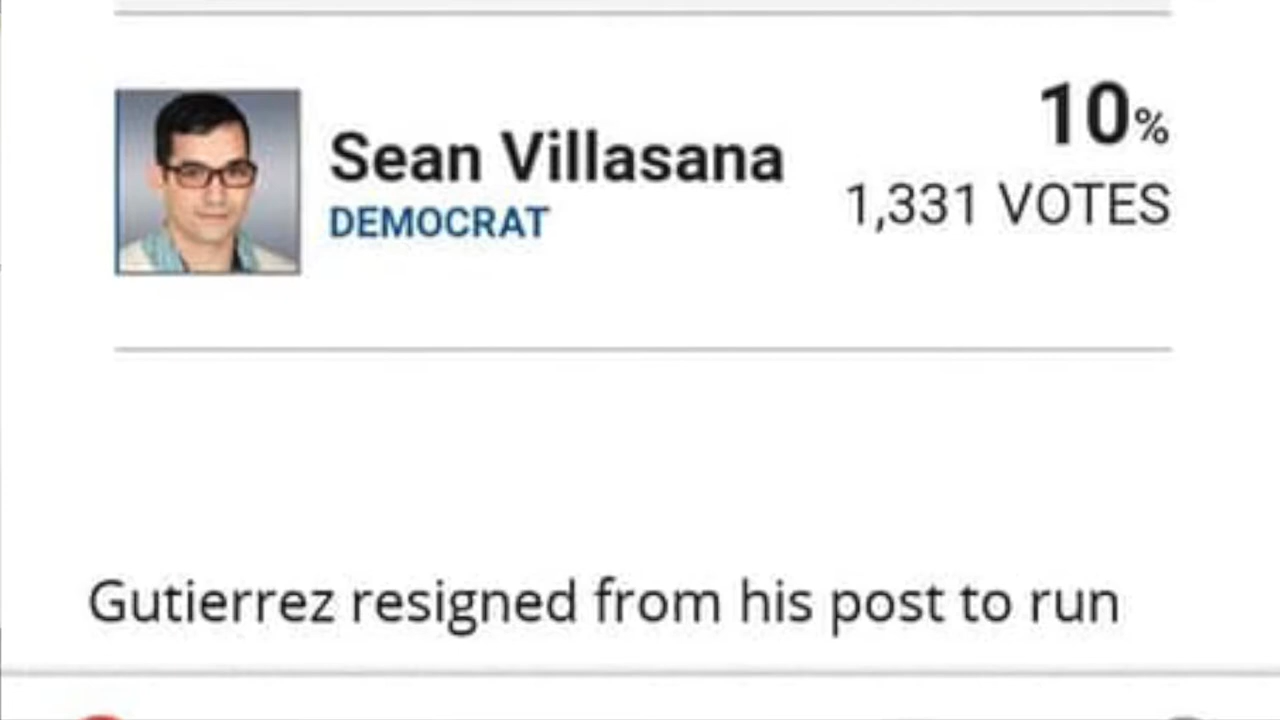 10%
Sean Villasana
1,331 VOTES
DEMOCRAT
Gutierrez resigned from his post to run